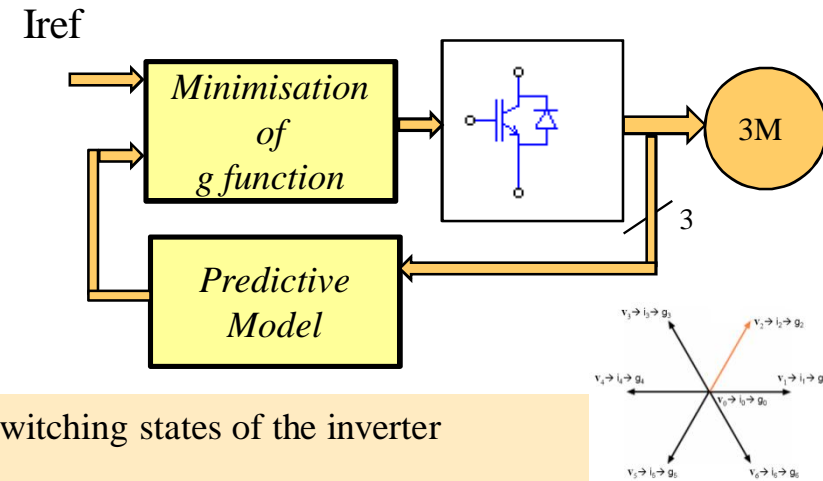 Iref
Minimisation
of
g function
3M
3
Predictive
Model
v₃→ i₃→ g₃
v₂→ i₂→ g₂
v₄→ i₄→ g₄
v₁→ i₁→ g
v₀→ i₀→ g₀
v₅→ i₅→ g₅
v₆→ i₆→ g₆
witching states of the inverter